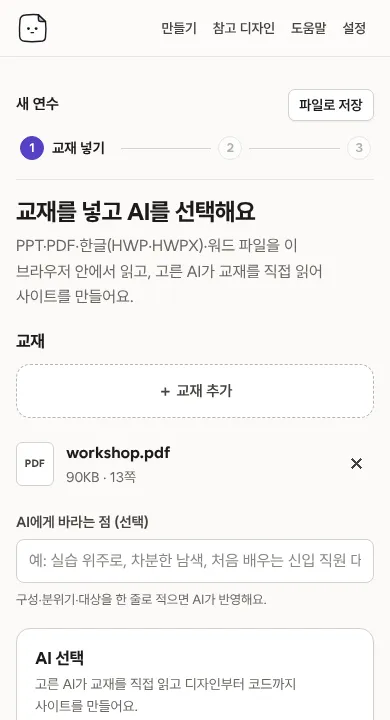 만들기 참고 디자인 도움말 설정
새 연수 파일로 저장
1 교재 넣기 2 3
교재를 넣고 AI를 선택해요
PPT·PDF·한글(HWP·HWPX)·워드 파일을 이
브라우저 안에서 읽고, 고른 AI가 교재를 직접 읽어
사이트를 만들어요.
교재
+ 교재 추가
PDF workshop.pdf
90KB · 13쪽
AI에게 바라는 점 (선택)
예: 실습 위주로, 차분한 남색, 처음 배우는 신입 직원 대
구성·분위기·대상을 한 줄로 적으면 AI가 반영해요.
AI 선택
고른 AI가 교재를 직접 읽고 디자인부터 코드까지
사이트를 만들어요.